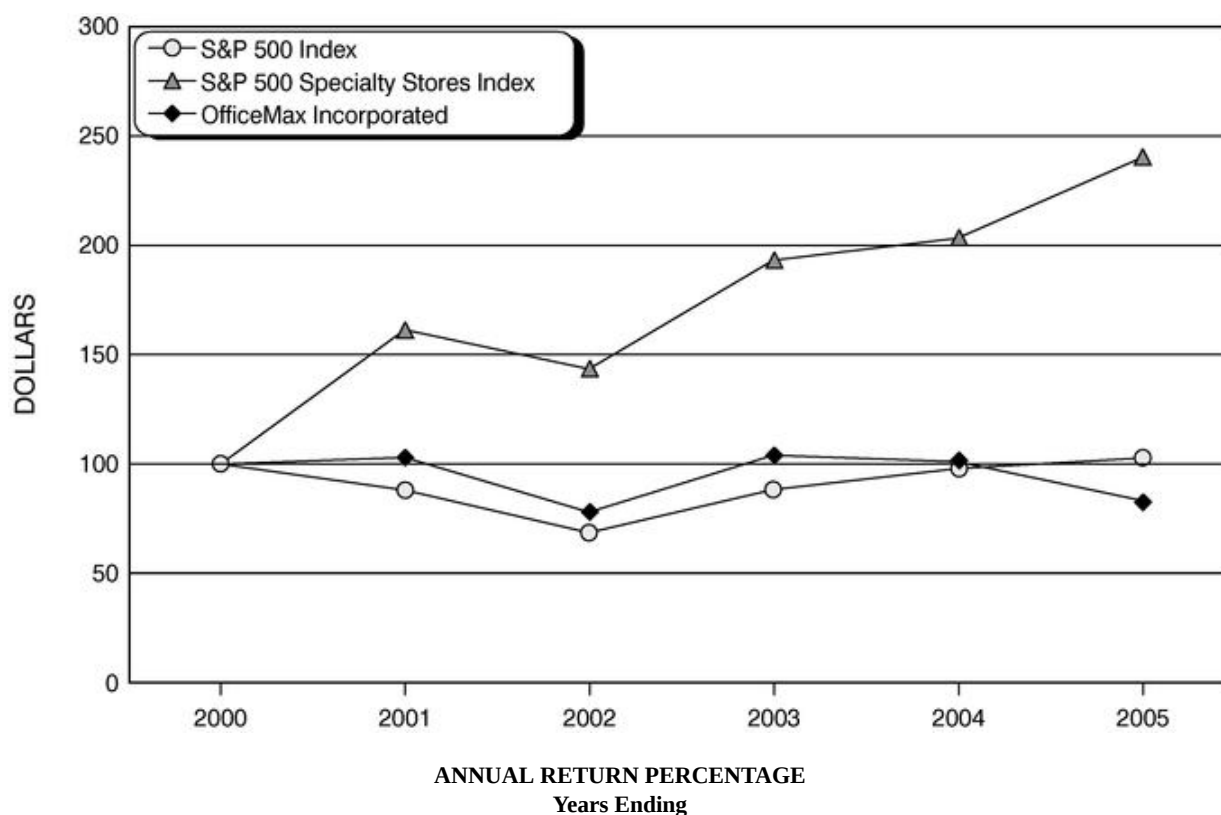 300
S&P 500 Index
S&P 500 Specialty Stores Index
OfficeMax Incorporated
250
200
150
100
50
0
DOLLARS
2000 2001 2002 2003 2004 2005
ANNUAL RETURN PERCENTAGE
Years Ending